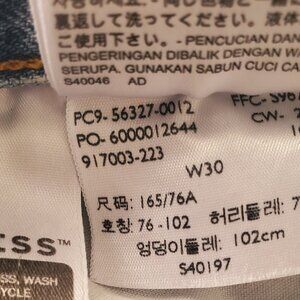 裏返して洗ってください。液体
ご使用下さい。 - PENCUCIAN DAN
PENGERINGAN DIBALIK DENGAN WA
SERUPA. GUNAKAN SABUN CUCI CA
S40046 AD
PC9- 56327-0012
PO- 6000012644
917003-223
CW-
W30
尺码: 165/76A
호칭: 76 -102
허리둘레: 7
엉덩이둘레: 102cm
S40197
ESS™
SS, WASH
CYCLE